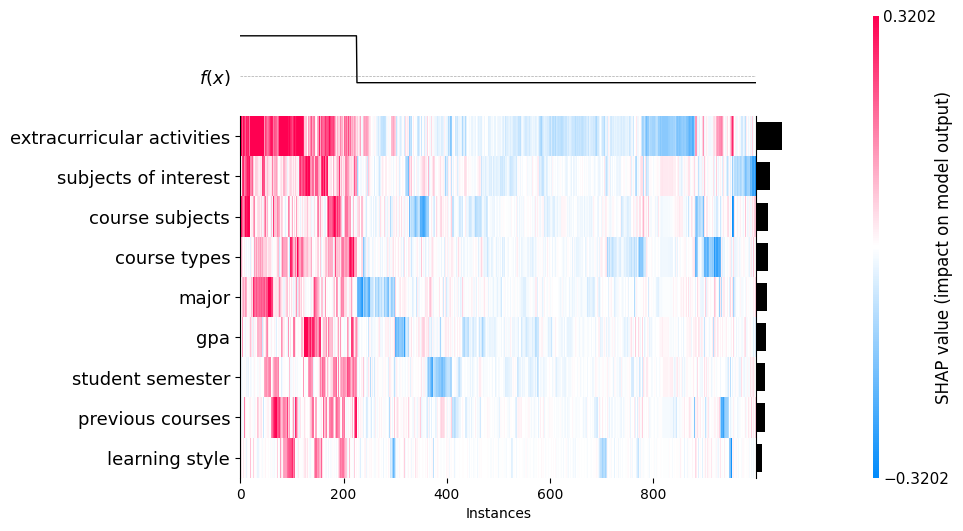 0.3202
f(x)
extracurricular activities
subjects of interest
course subjects
course types
major
gpa
student semester
previous courses
learning style
SHAP value (impact on model output)
−0.3202
0 200 400 600 800
Instances